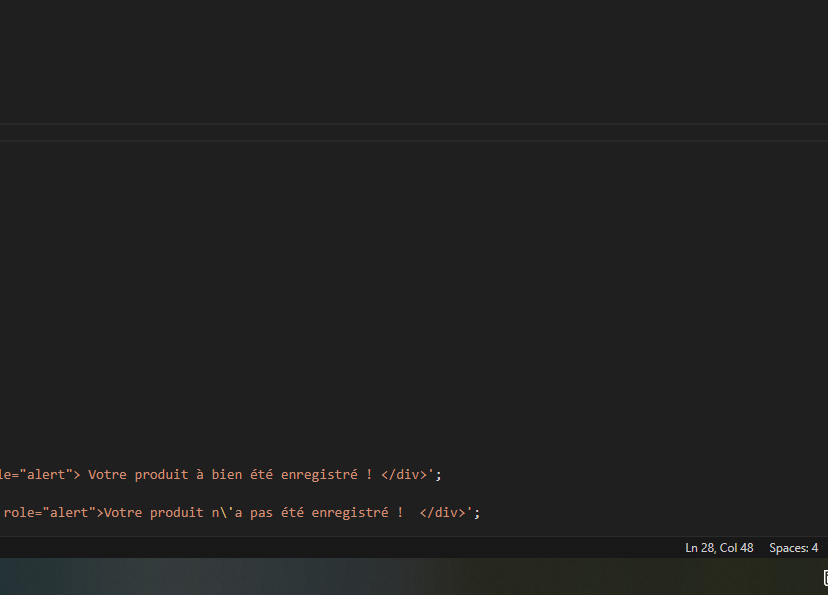 le="alert"> Votre produit à bien été enregistré ! </div>';
role="alert">Votre produit n\'a pas été enregistré !  </div>';
Ln 28, Col 48 Spaces: 4